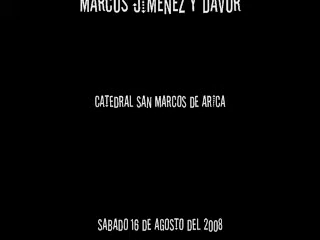 MARCOS JIMENEZ Y DAVOR
CATEDRAL SAN MARCOS DE ARICA
SABADO 16 DE AGOSTO DEL 2008